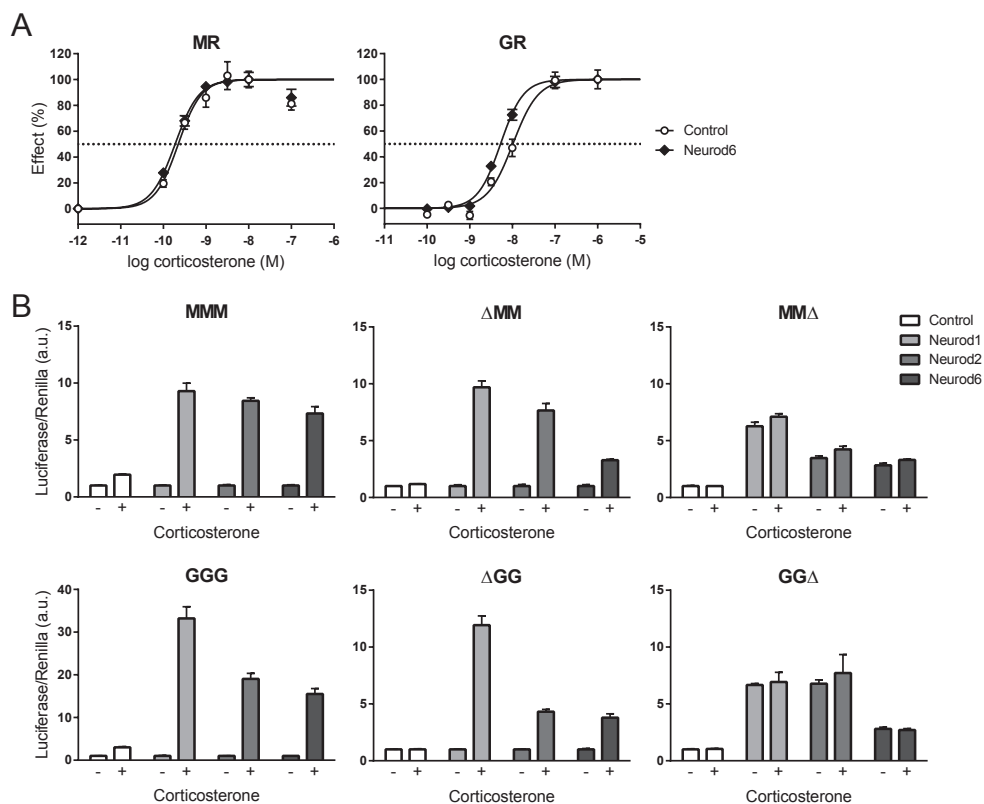 A
MR
GR
Effect (%)
120
100
80
60
40
20
0
-12 -11 -10 -9 -8 -7 -6
log corticosterone (M)
120
100
80
60
40
20
0
-11 -10 -9 -8 -7 -6 -5
log corticosterone (M)
Control
Neurod6
B
MMM
ΔMM
MMΔ
Luciferase/Renilla (a.u.)
15
10
5
0
- + - + - + - +
Corticosterone
15
10
5
0
- + - + - + - +
Corticosterone
15
10
5
0
- + - + - + - +
Corticosterone
Control
Neurod1
Neurod2
Neurod6
GGG
ΔGG
GGΔ
Luciferase/Renilla (a.u.)
40
30
20
10
0
- + - + - + - +
Corticosterone
15
10
5
0
- + - + - + - +
Corticosterone
15
10
5
0
- + - + - + - +
Corticosterone